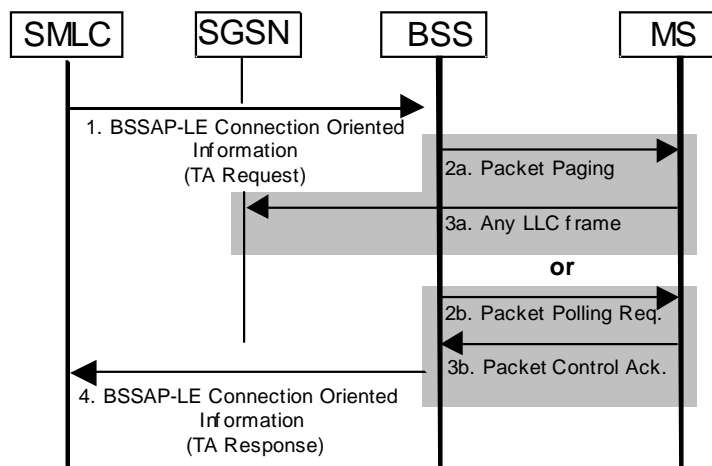 SMLC
SGSN
BSS
MS
1. BSSAP-LE Connection Oriented
Information
(TA Request)
2a. Packet Paging
3a. Any LLC frame
or
2b. Packet Polling Req.
3b. Packet Control Ack.
4. BSSAP-LE Connection Oriented
Information
(TA Response)